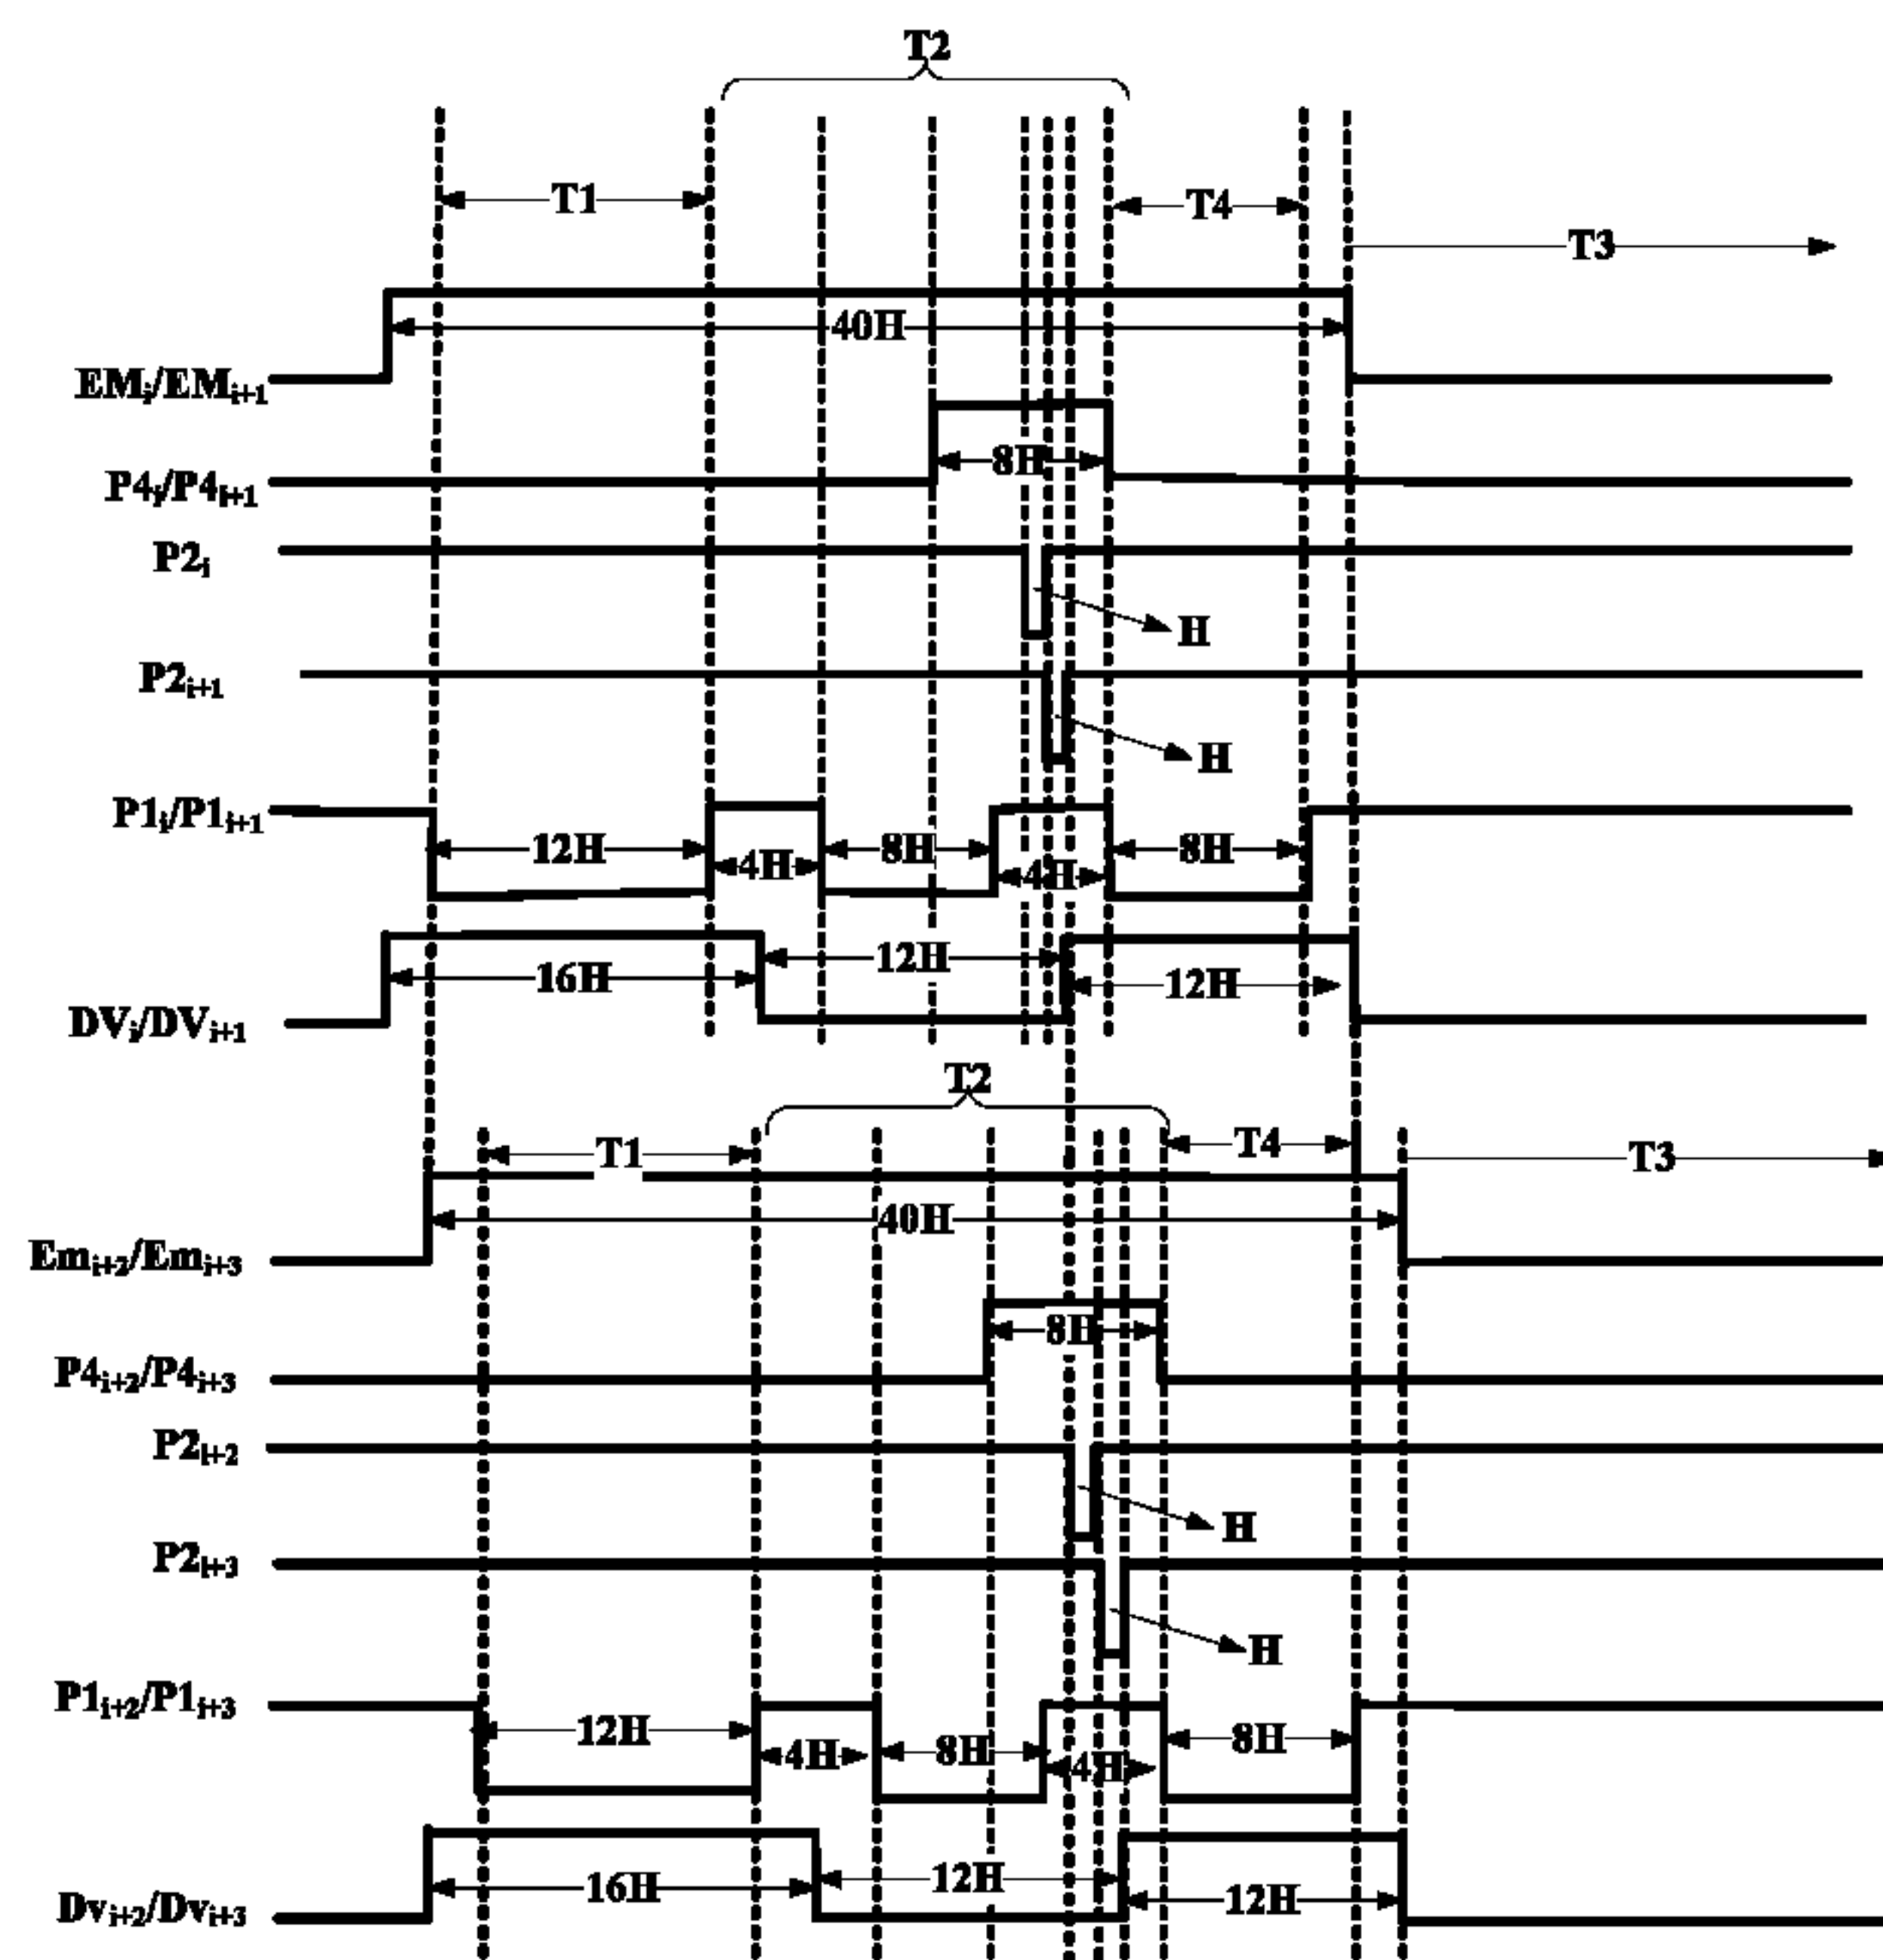 T2
T1
T4
T3
40H
EMᵢ/EMᵢ₊₁
8H
P4ᵢ/P4ᵢ₊₁
P2ᵢ
H
P2ᵢ₊₁
H
P1ᵢ/P1ᵢ₊₁
12H
4H
8H
4H
8H
DVᵢ/DVᵢ₊₁
16H
12H
12H
T2
T1
T4
T3
40H
Emᵢ₊₂/Emᵢ₊₃
8H
P4ᵢ₊₂/P4ᵢ₊₃
P2ᵢ₊₂
H
P2ᵢ₊₃
H
P1ᵢ₊₂/P1ᵢ₊₃
12H
4H
8H
4H
8H
Dvᵢ₊₂/Dvᵢ₊₃
16H
12H
12H